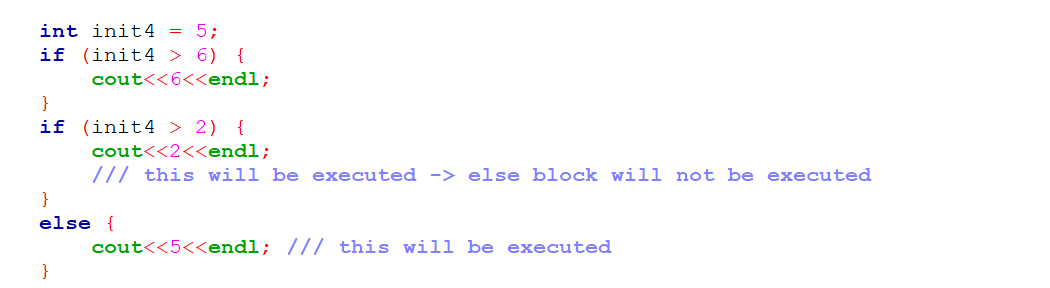 int init4 = 5;
if (init4 > 6) {
    cout<<6<<endl;
}
if (init4 > 2) {
    cout<<2<<endl;
    /// this will be executed -> else block will not be executed
}
else {
    cout<<5<<endl; /// this will be executed
}